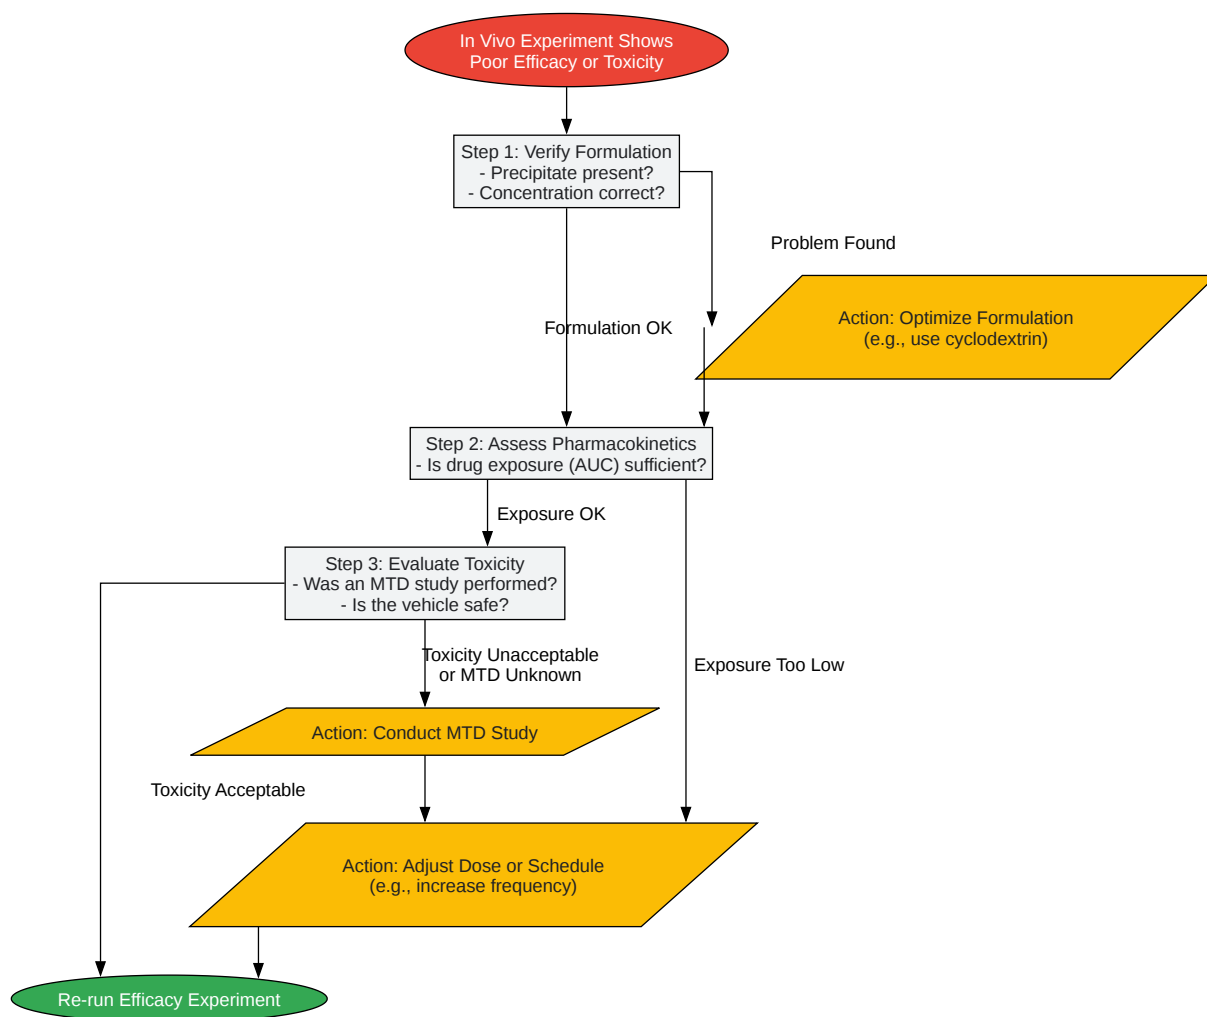 In Vivo Experiment Shows
Poor Efficacy or Toxicity
Step 1: Verify Formulation
- Precipitate present?
- Concentration correct?
Problem Found
Action: Optimize Formulation
(e.g., use cyclodextrin)
Formulation OK
Step 2: Assess Pharmacokinetics
- Is drug exposure (AUC) sufficient?
Exposure OK
Step 3: Evaluate Toxicity
- Was an MTD study performed?
- Is the vehicle safe?
Toxicity Unacceptable
or MTD Unknown
Exposure Too Low
Action: Conduct MTD Study
Toxicity Acceptable
Action: Adjust Dose or Schedule
(e.g., increase frequency)
Re-run Efficacy Experiment